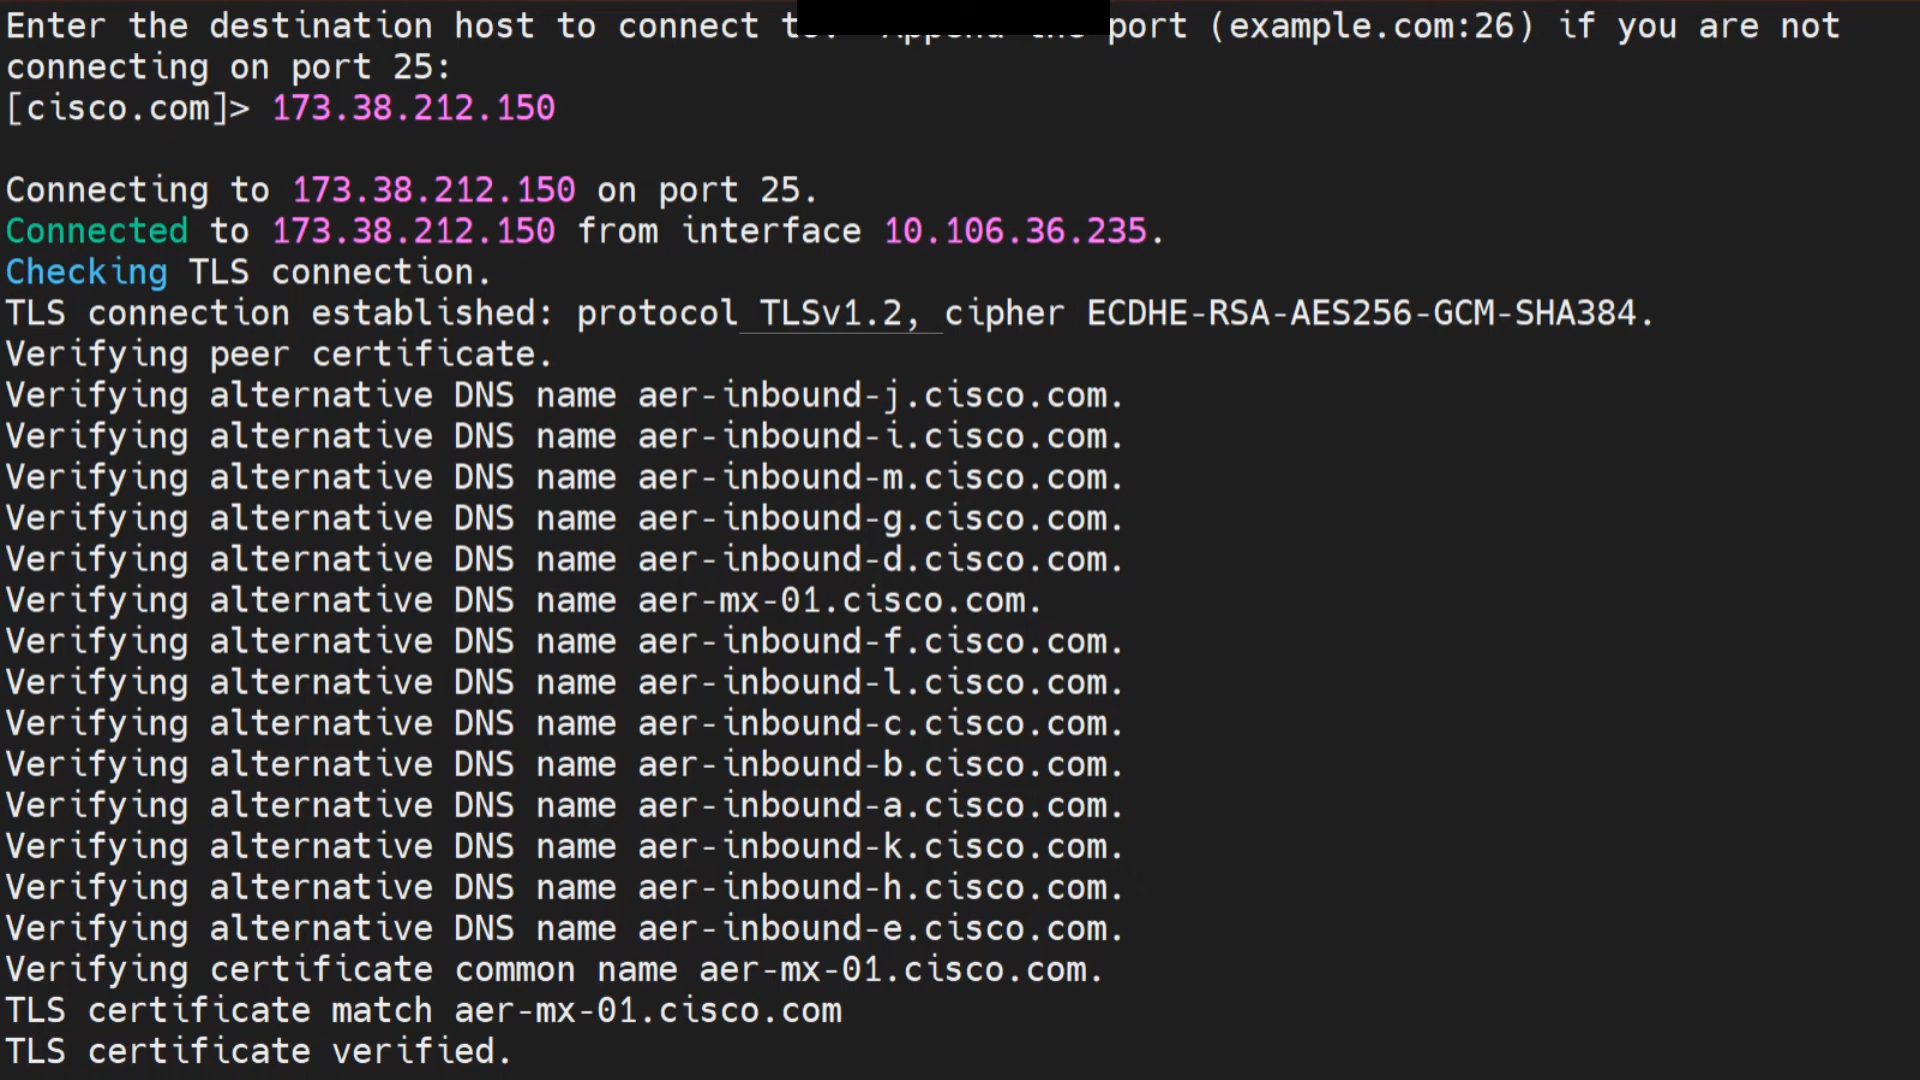 Enter the destination host to connect to. Append the port (example.com:26) if you are not
connecting on port 25:
[cisco.com]> 173.38.212.150
Connecting to 173.38.212.150 on port 25.
Connected to 173.38.212.150 from interface 10.106.36.235.
Checking TLS connection.
TLS connection established: protocol TLSv1.2, cipher ECDHE-RSA-AES256-GCM-SHA384.
Verifying peer certificate.
Verifying alternative DNS name aer-inbound-j.cisco.com.
Verifying alternative DNS name aer-inbound-i.cisco.com.
Verifying alternative DNS name aer-inbound-m.cisco.com.
Verifying alternative DNS name aer-inbound-g.cisco.com.
Verifying alternative DNS name aer-inbound-d.cisco.com.
Verifying alternative DNS name aer-mx-01.cisco.com.
Verifying alternative DNS name aer-inbound-f.cisco.com.
Verifying alternative DNS name aer-inbound-l.cisco.com.
Verifying alternative DNS name aer-inbound-c.cisco.com.
Verifying alternative DNS name aer-inbound-b.cisco.com.
Verifying alternative DNS name aer-inbound-a.cisco.com.
Verifying alternative DNS name aer-inbound-k.cisco.com.
Verifying alternative DNS name aer-inbound-h.cisco.com.
Verifying alternative DNS name aer-inbound-e.cisco.com.
Verifying certificate common name aer-mx-01.cisco.com.
TLS certificate match aer-mx-01.cisco.com
TLS certificate verified.